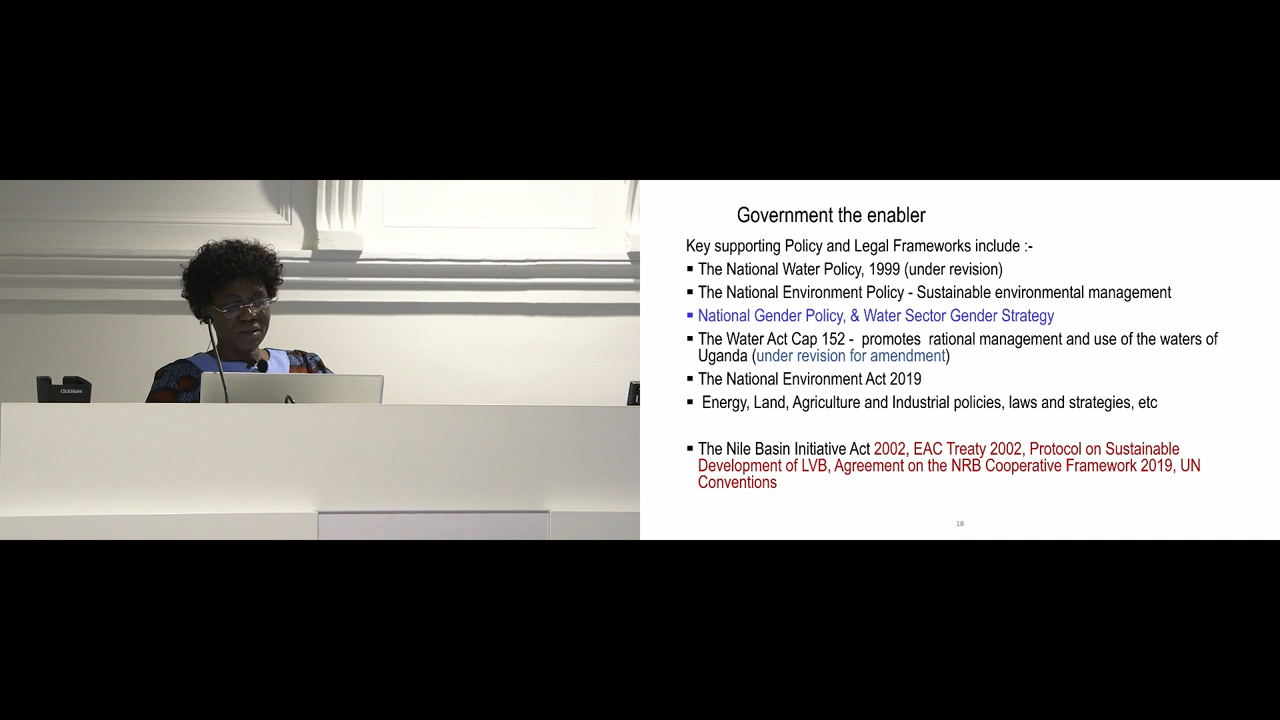 Government the enabler
Key supporting Policy and Legal Frameworks include :-
▪ The National Water Policy, 1999 (under revision)
▪ The National Environment Policy - Sustainable environmental management
▪ National Gender Policy, & Water Sector Gender Strategy
▪ The Water Act Cap 152 - promotes rational management and use of the waters of
Uganda (under revision for amendment)
▪ The National Environment Act 2019
▪ Energy, Land, Agriculture and Industrial policies, laws and strategies, etc
▪ The Nile Basin Initiative Act 2002, EAC Treaty 2002, Protocol on Sustainable
Development of LVB, Agreement on the NRB Cooperative Framework 2019, UN
Conventions
18
ClickShare